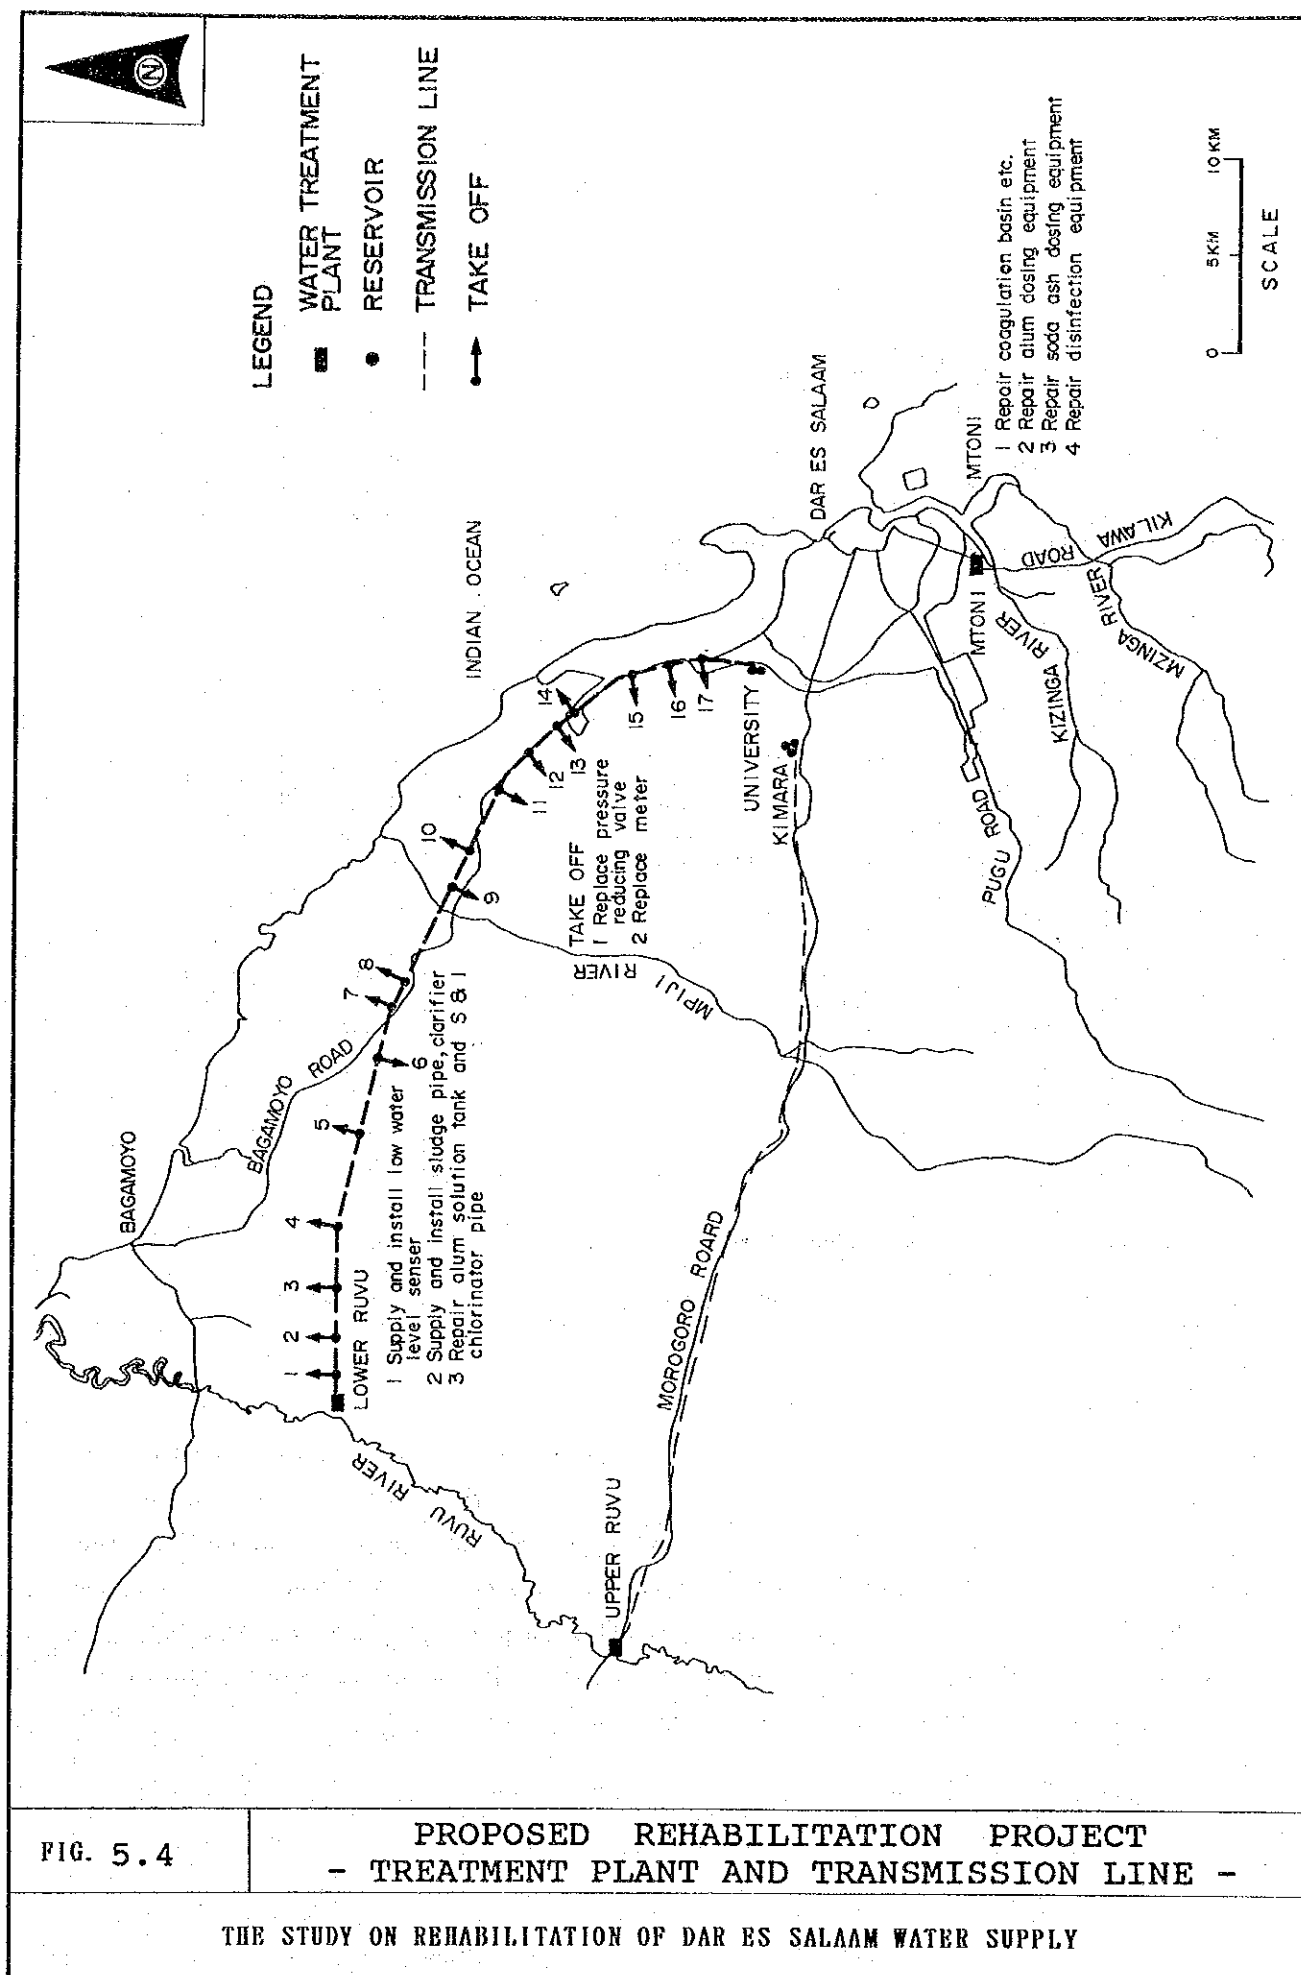 N
LEGEND
WATER TREATMENT
PLANT
RESERVOIR
TRANSMISSION LINE
TAKE OFF
BAGAMOYO
BAGAMOYO ROAD
INDIAN . OCEAN
DAR ES SALAAM
1
2
3
4
5
6
7
8
9
10
11
12
13
14
15
16
17
LOWER RUVU
1 Supply and install low water
level senser
2 Supply and install sludge pipe, clarifier
3 Repair alum solution tank and S & I
chlorinator pipe
RUVU RIVER
TAKE OFF
1 Replace pressure
reducing valve
2 Replace meter
MPIJI RIVER
UNIVERSITY
KIMARA
UPPER RUVU
MOROGORO ROARD
PUGU ROAD
MTONI
MTONI
1 Repair coagulation basin etc.
2 Repair alum dosing equipment
3 Repair soda ash dosing equipment
4 Repair disinfection equipment
KIZINGA RIVER
MZINGA RIVER
KILAWA ROAD
0 5KM 10KM
SCALE
FIG. 5.4
PROPOSED REHABILITATION PROJECT
- TREATMENT PLANT AND TRANSMISSION LINE -
THE STUDY ON REHABILITATION OF DAR ES SALAAM WATER SUPPLY